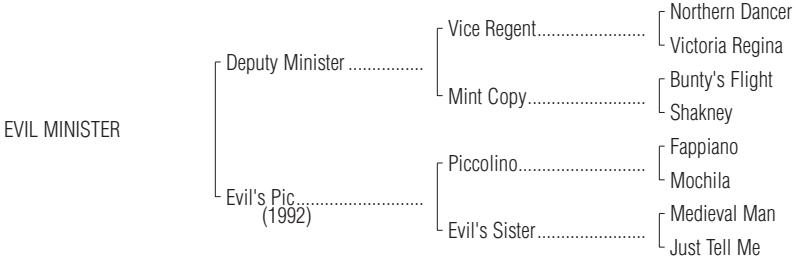 Northern Dancer
Vice Regent........................
Victoria Regina
Deputy Minister ................
Bunty's Flight
Mint Copy..........................
Shakney
EVIL MINISTER
Fappiano
Piccolino............................
Mochila
Evil's Pic...........................
(1992)
Medieval Man
Evil's Sister........................
Just Tell Me